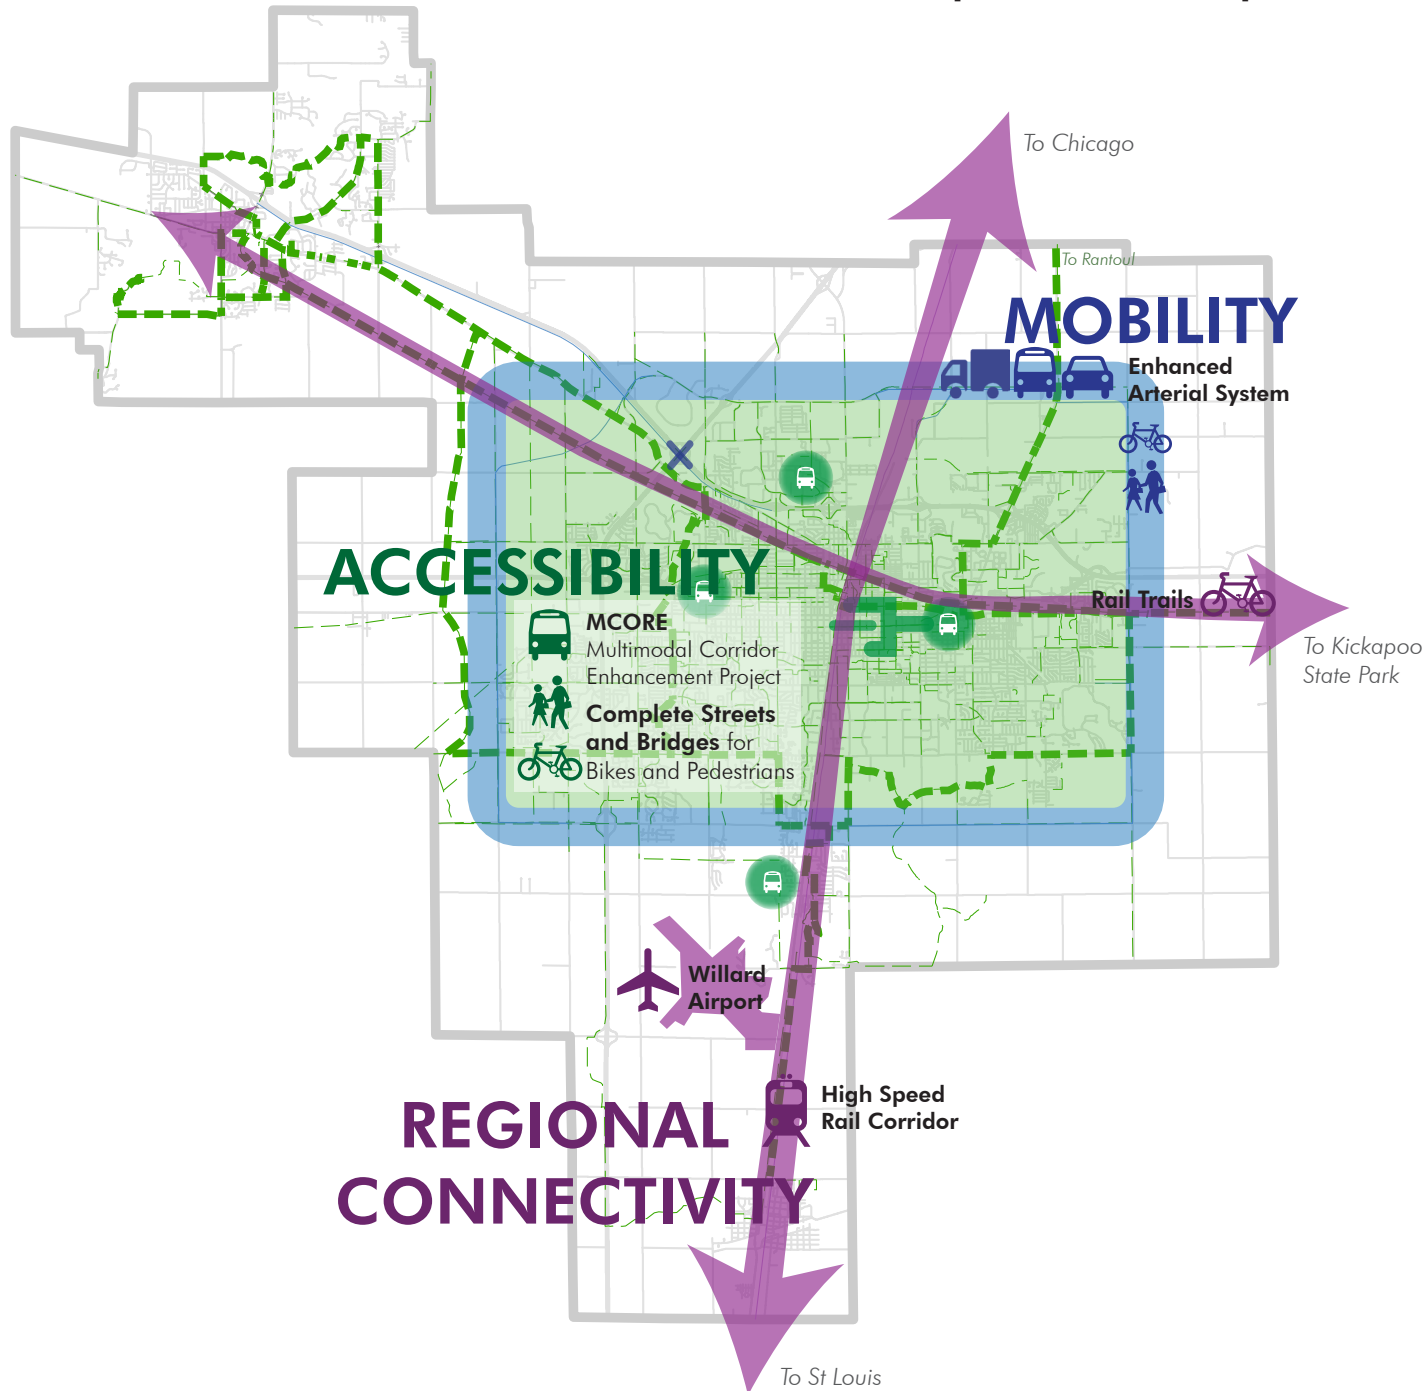 To Chicago
To Rantoul
MOBILITY
Enhanced
Arterial System
ACCESSIBILITY
MCORE
Multimodal Corridor
Enhancement Project
Complete Streets
and Bridges for
Bikes and Pedestrians
Rail Trails
To Kickapoo
State Park
Willard
Airport
High Speed
Rail Corridor
REGIONAL
CONNECTIVITY
To St Louis